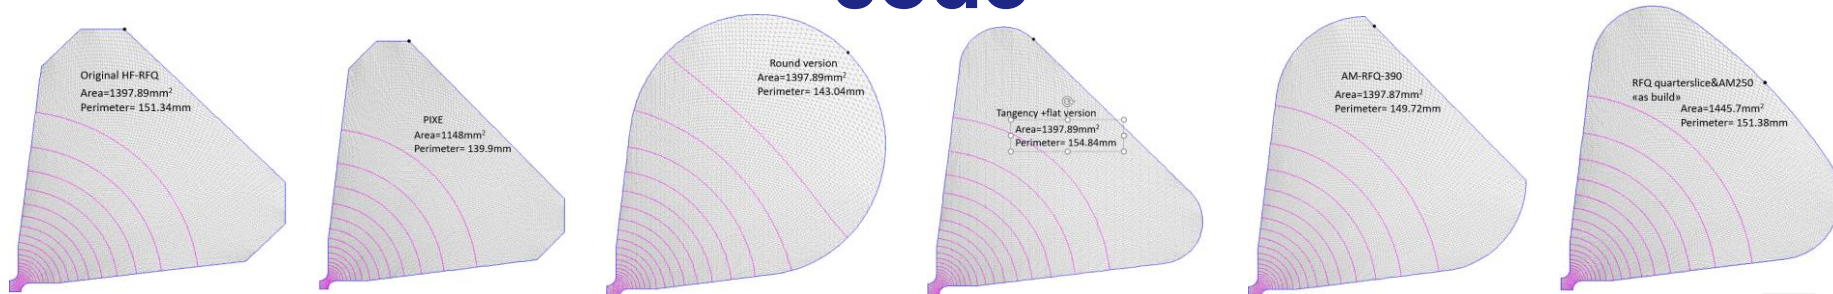 code
Original HF-RFQ
Area=1397.89mm²
Perimeter= 151.34mm
PIXE
Area=1148mm²
Perimeter= 139.9mm
Round version
Area=1397.89mm²
Perimeter= 143.04mm
Tangency +flat version
Area=1397.89mm²
Perimeter= 154.84mm
AM-RFQ-390
Area=1397.87mm²
Perimeter= 149.72mm
RFQ quarterslice&AM250
«as build»
Area=1445.7mm²
Perimeter= 151.38mm